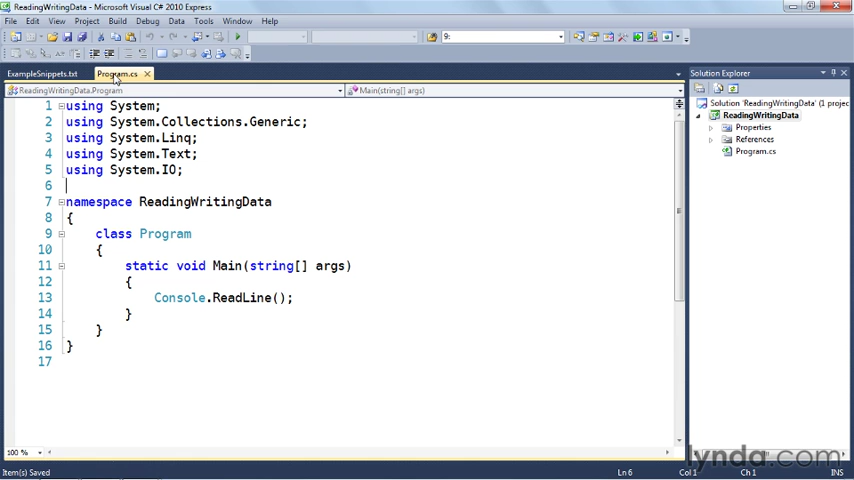 ReadingWritingData - Microsoft Visual C# 2010 Express
File Edit View Project Build Debug Data Tools Window Help
9:
ExampleSnippets.txt Program.cs
ReadingWritingData.Program Main(string[] args)
1 using System;
2 using System.Collections.Generic;
3 using System.Linq;
4 using System.Text;
5 using System.IO;
6
7 namespace ReadingWritingData
8 {
9 class Program
10 {
11 static void Main(string[] args)
12 {
13 Console.ReadLine();
14 }
15 }
16 }
17
100 %
Item(s) Saved Ln 6 Col 1 Ch 1 INS
Solution Explorer
Solution 'ReadingWritingData' (1 projec
ReadingWritingData
Properties
References
Program.cs
lynda.com